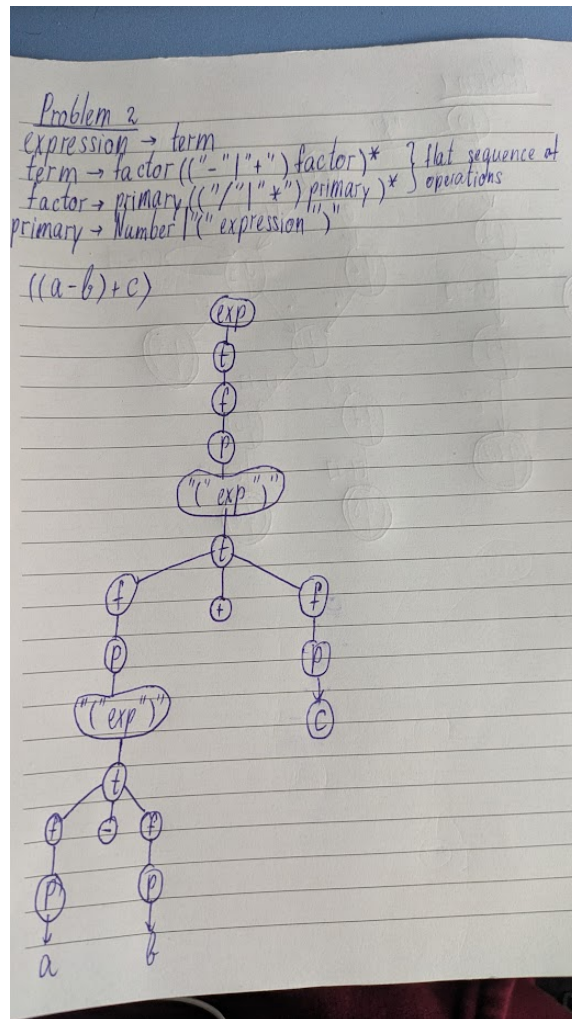 Problem 2
expression → term
term → factor (("-"|"+") factor)* } flat sequence of
factor → primary (("/"|"*") primary)* operations
primary → Number | "(" expression ")"
((a-b)+c)
exp
t
f
p
"(" exp ")"
t
f + f
p p
"(" exp ")" c
t
f - f
p p
a b